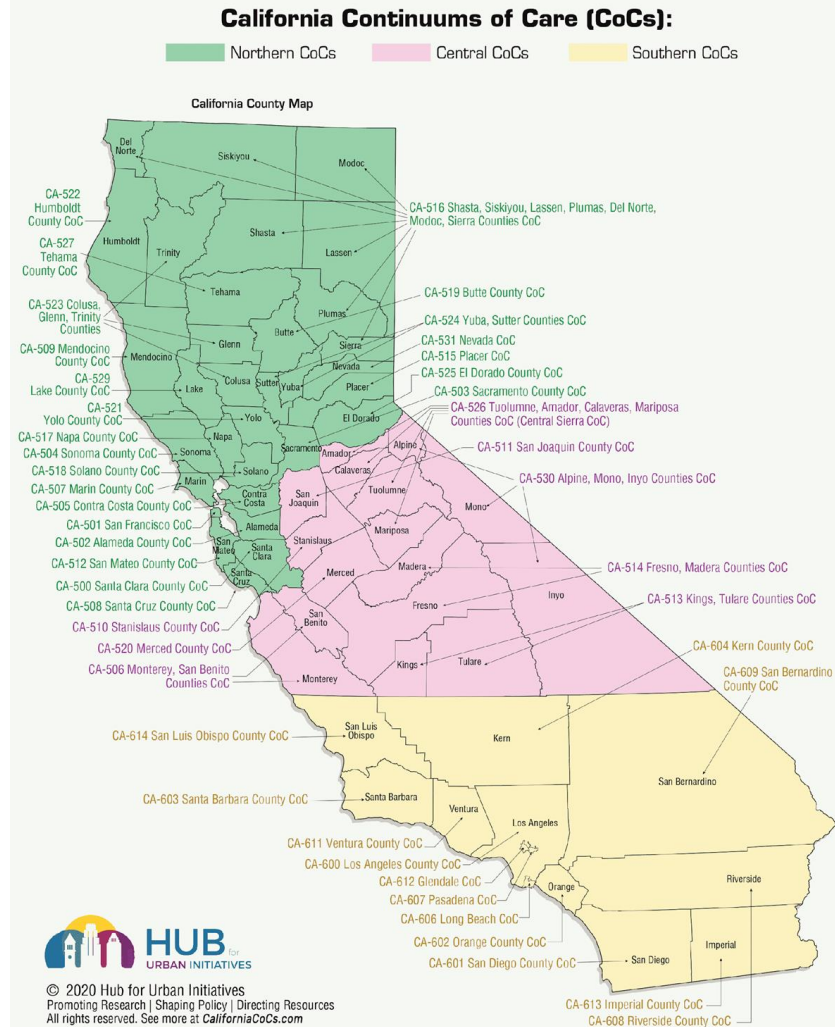 California Continuums of Care (CoCs):
Northern CoCs
Central CoCs
Southern CoCs
California County Map
Del
Norte
Siskiyou
Modoc
CA-522
Humboldt
County CoC
CA-516 Shasta, Siskiyou, Lassen, Plumas, Del Norte,
Modoc, Sierra Counties CoC
Humboldt
Trinity
Shasta
Lassen
CA-527
Tehama
County CoC
Tehama
Plumas
CA-519 Butte County CoC
CA-523 Colusa,
Glenn, Trinity
Counties
Butte
CA-524 Yuba, Sutter Counties CoC
Glenn
Sierra
CA-531 Nevada CoC
CA-509 Mendocino
County CoC
Mendocino
Nevada
CA-515 Placer CoC
Colusa
Sutter
Yuba
Placer
CA-525 El Dorado County CoC
CA-529
Lake County CoC
Lake
CA-503 Sacramento County CoC
CA-521
Yolo County CoC
Yolo
El Dorado
CA-526 Tuolumne, Amador, Calaveras, Mariposa
Counties CoC (Central Sierra CoC)
CA-517 Napa County CoC
Napa
Sacramento
Amador
Alpine
CA-511 San Joaquin County CoC
CA-504 Sonoma County CoC
Sonoma
CA-518 Solano County CoC
Solano
Calaveras
CA-530 Alpine, Mono, Inyo Counties CoC
CA-507 Marin County CoC
Marin
Contra
Costa
San
Joaquin
Tuolumne
Mono
CA-505 Contra Costa County CoC
CA-501 San Francisco CoC
Alameda
Mariposa
CA-502 Alameda County CoC
San
Mateo
Santa
Clara
Stanislaus
CA-512 San Mateo County CoC
Merced
Madera
CA-514 Fresno, Madera Counties CoC
CA-500 Santa Clara County CoC
Santa
Cruz
Inyo
CA-508 Santa Cruz County CoC
Fresno
CA-513 Kings, Tulare Counties CoC
CA-510 Stanislaus County CoC
San
Benito
CA-520 Merced County CoC
CA-506 Monterey, San Benito
Counties CoC
Kings
Tulare
Monterey
CA-604 Kern County CoC
CA-609 San Bernardino
County CoC
CA-614 San Luis Obispo County CoC
San Luis
Obispo
Kern
San Bernardino
CA-603 Santa Barbara County CoC
Santa Barbara
Ventura
Los Angeles
CA-611 Ventura County CoC
CA-600 Los Angeles County CoC
CA-612 Glendale CoC
Orange
Riverside
CA-607 Pasadena CoC
CA-606 Long Beach CoC
CA-602 Orange County CoC
San Diego
Imperial
CA-601 San Diego County CoC
CA-613 Imperial County CoC
CA-608 Riverside County CoC
HUB for
URBAN INITIATIVES
© 2020 Hub for Urban Initiatives
Promoting Research | Shaping Policy | Directing Resources
All rights reserved. See more at CaliforniaCoCs.com